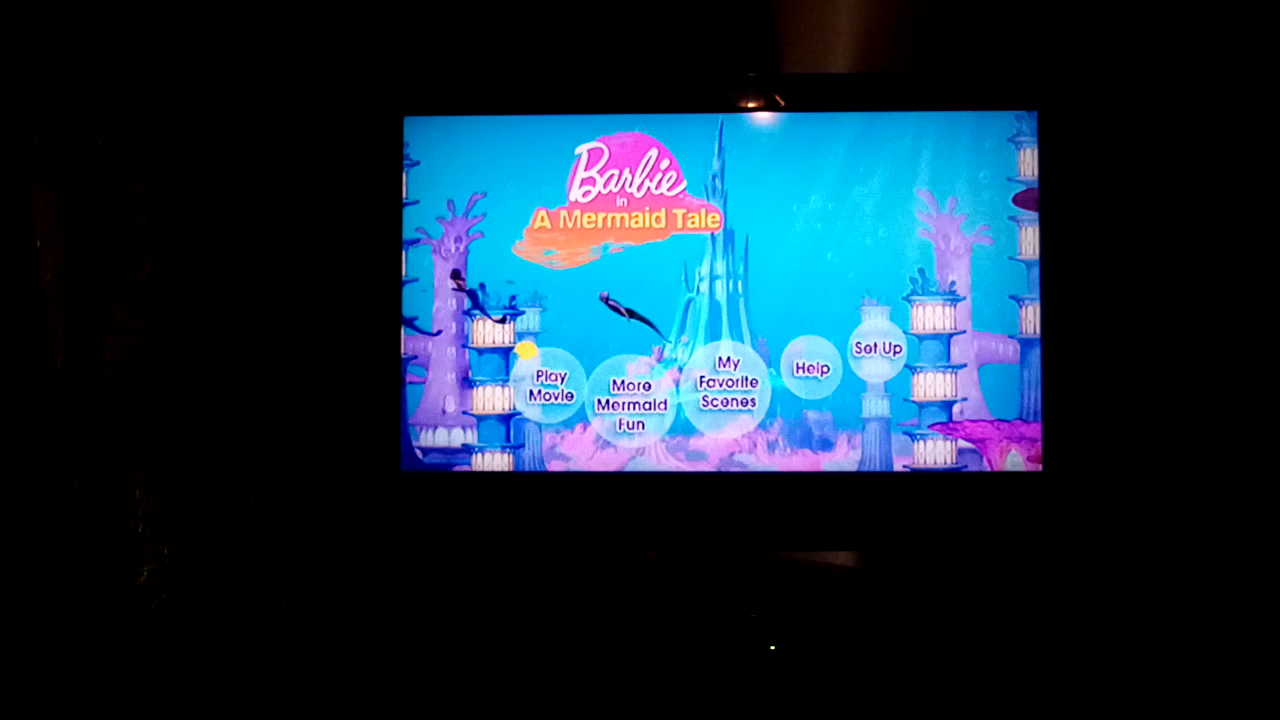 Barbie
in
A Mermaid Tale
Play
Movie
More
Mermaid
Fun
My
Favorite
Scenes
Help
Set Up